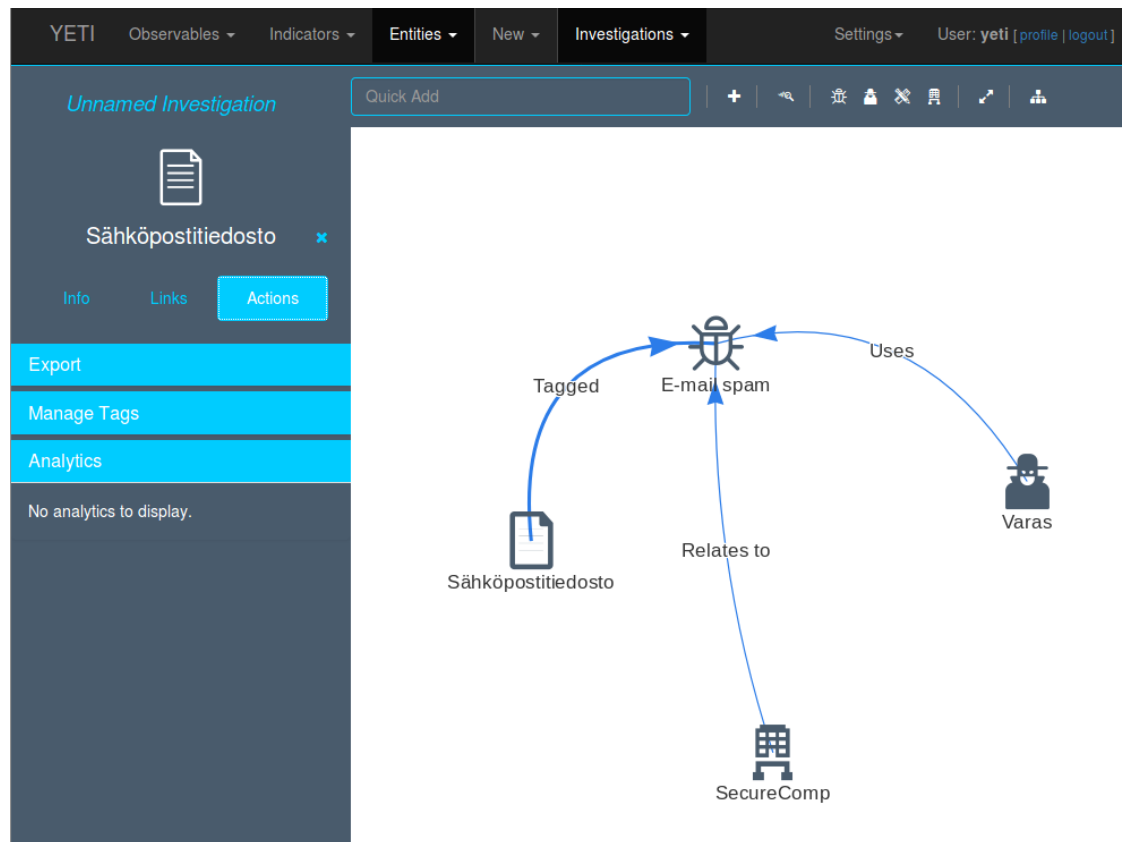 YETI Observables Indicators Entities New Investigations Settings User: yeti [ profile | logout ]
Unnamed Investigation
Quick Add
Sähköpostitiedosto
Info Links Actions
Export
Manage Tags
Analytics
No analytics to display.
Uses
Tagged
E-mail spam
Varas
Relates to
Sähköpostitiedosto
SecureComp